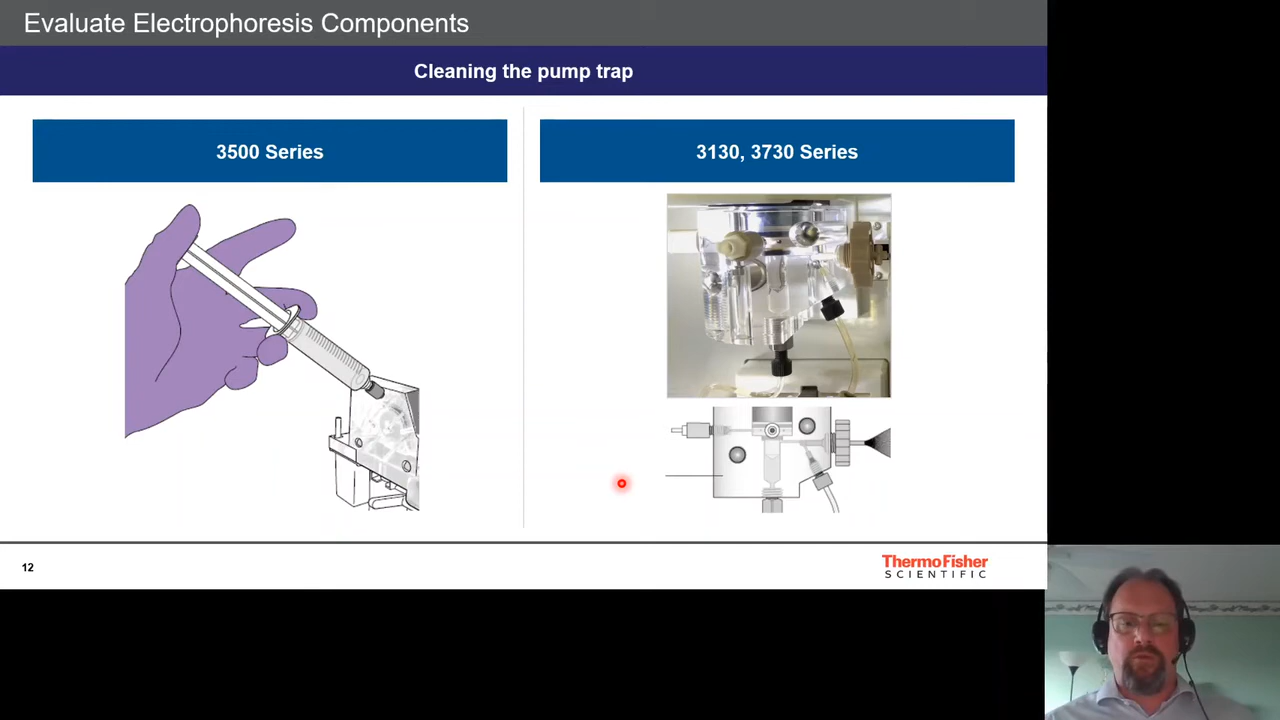 Evaluate Electrophoresis Components
Cleaning the pump trap
3500 Series
3130, 3730 Series
12
ThermoFisher
SCIENTIFIC